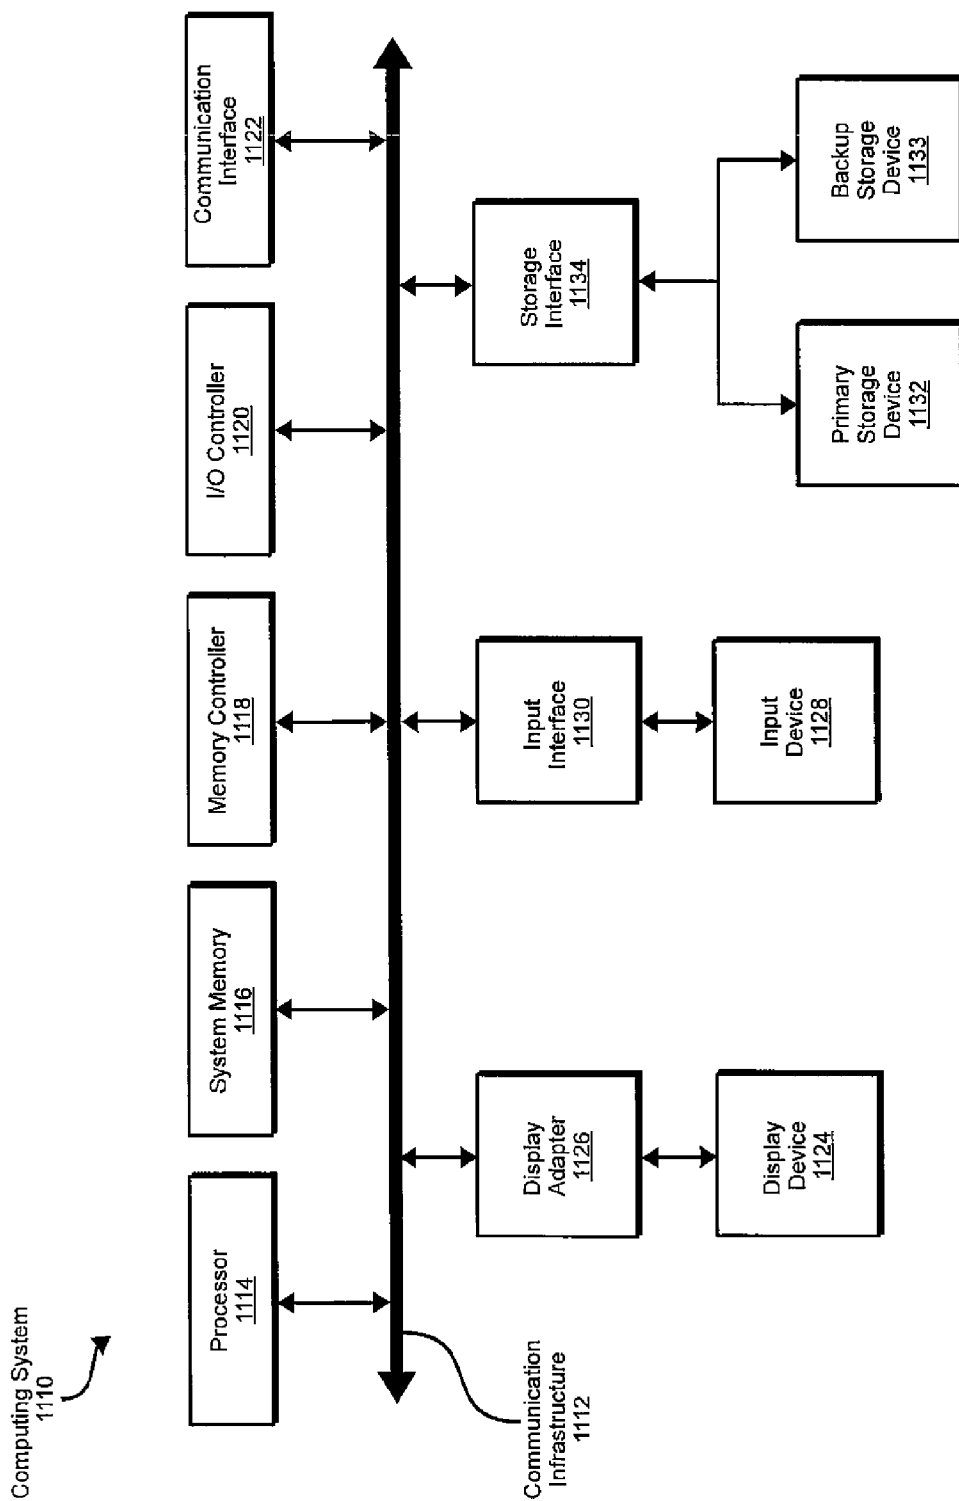 Computing System
1110
Processor
1114
System Memory
1116
Memory Controller
1118
I/O Controller
1120
Communication
Interface
1122
Communication
Infrastructure
1112
Display
Adapter
1126
Input
Interface
1130
Storage
Interface
1134
Display
Device
1124
Input
Device
1128
Primary
Storage
Device
1132
Backup
Storage
Device
1133